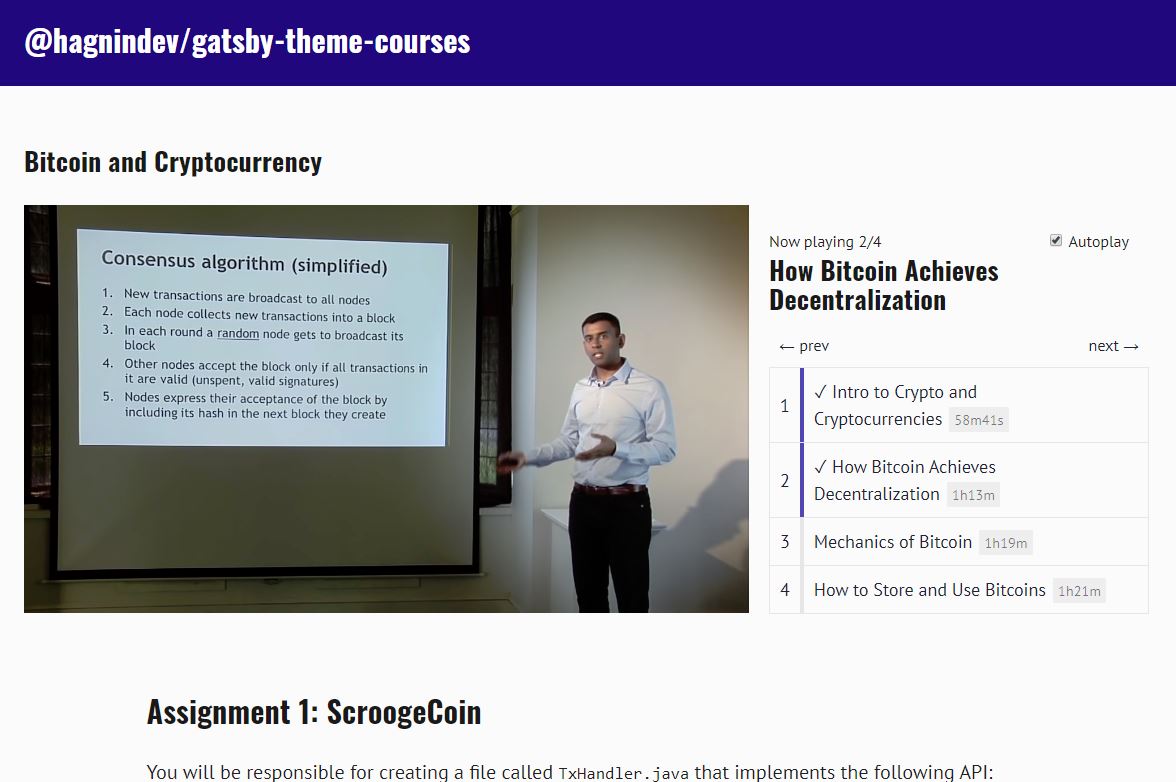 @hagnindev/gatsby-theme-courses
Bitcoin and Cryptocurrency
Consensus algorithm (simplified)
1. New transactions are broadcast to all nodes
2. Each node collects new transactions into a block
3. In each round a random node gets to broadcast its
block
4. Other nodes accept the block only if all transactions in
it are valid (unspent, valid signatures)
5. Nodes express their acceptance of the block by
including its hash in the next block they create
Now playing 2/4
Autoplay
How Bitcoin Achieves
Decentralization
← prev
next →
1
✓ Intro to Crypto and
Cryptocurrencies 58m41s
2
✓ How Bitcoin Achieves
Decentralization 1h13m
3 Mechanics of Bitcoin 1h19m
4 How to Store and Use Bitcoins 1h21m
Assignment 1: ScroogeCoin
You will be responsible for creating a file called TxHandler.java that implements the following API: